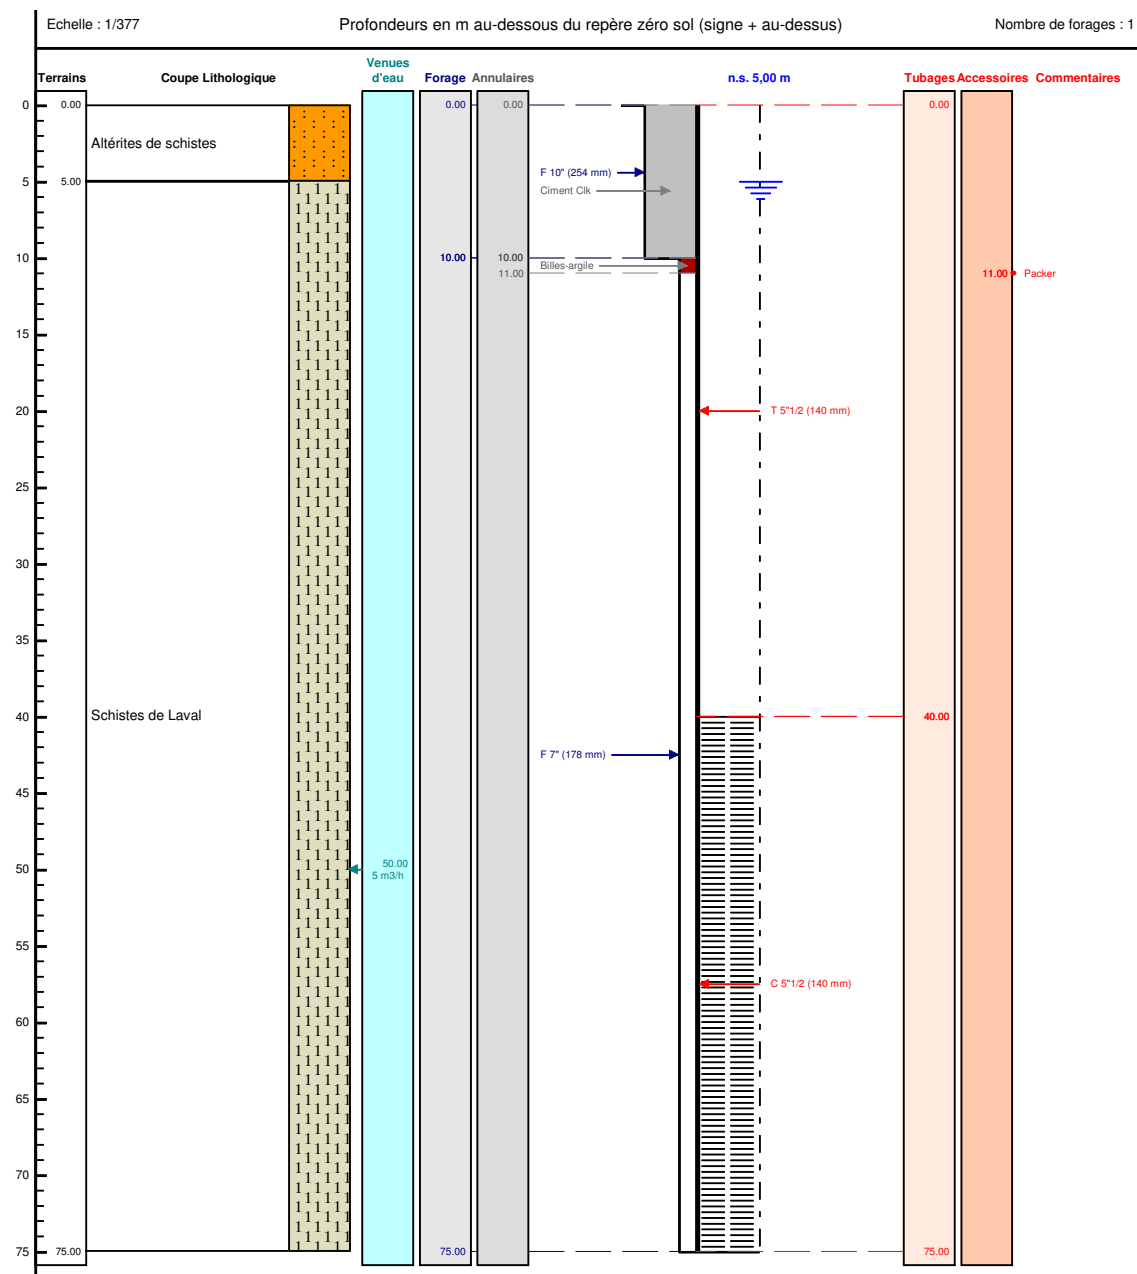 Echelle : 1/377
Profondeurs en m au-dessous du repère zéro sol (signe + au-dessus)
Nombre de forages : 1
Terrains
Coupe Lithologique
Venues
d'eau
Forage
Annulaires
n.s. 5,00 m
Tubages
Accessoires
Commentaires
0
0.00
0.00
0.00
0.00
Altérites de schistes
F 10" (254 mm)
5
5.00
Ciment Clk
10
10.00
10.00
Billes-argile
11.00
11.00
Packer
15
20
T 5"1/2 (140 mm)
25
30
35
40
Schistes de Laval
40.00
F 7" (178 mm)
45
50
50.00
5 m3/h
55
C 5"1/2 (140 mm)
60
65
70
75
75.00
75.00
75.00